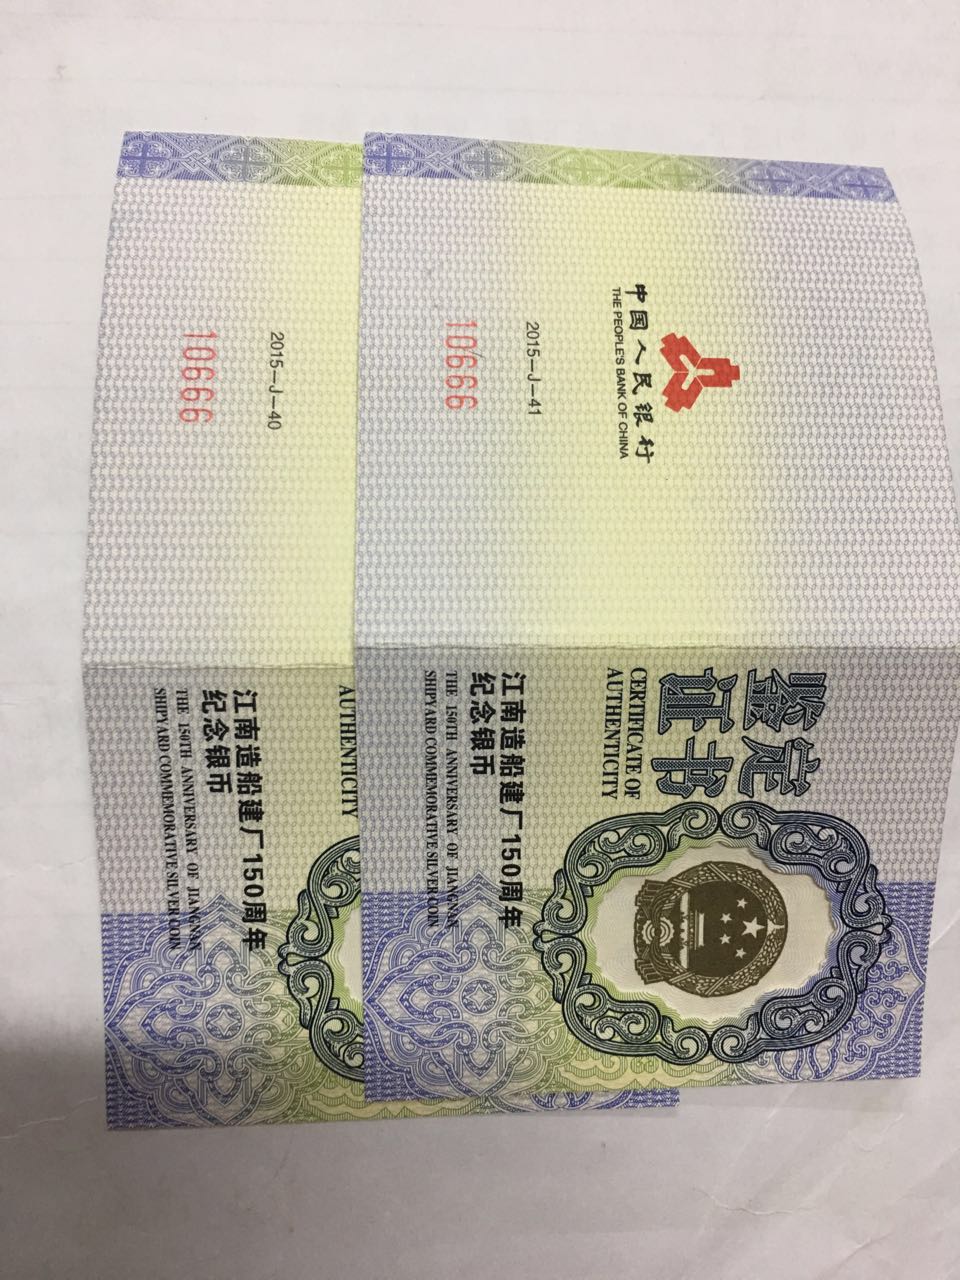 中国人民银行
THE PEOPLE'S BANK OF CHINA
2015—J—41
10666
鉴定
证书
CERTIFICATE OF
AUTHENTICITY
江南造船建厂150周年
纪念银币
THE 150TH ANNIVERSARY OF JIANGNAN
SHIPYARD COMMEMORATIVE SILVER COIN
2015—J—40
10666
AUTHENTICITY
江南造船建厂150周年
纪念银币
THE 150TH ANNIVERSARY OF JIANGNAN
SHIPYARD COMMEMORATIVE SILVER COIN